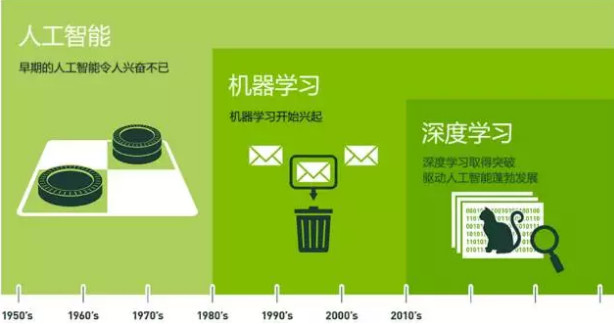 人工智能
早期的人工智能令人兴奋不已
机器学习
机器学习开始兴起
深度学习
深度学习取得突破
驱动人工智能蓬勃发展
1950's 1960's 1970's 1980's 1990's 2000's 2010's